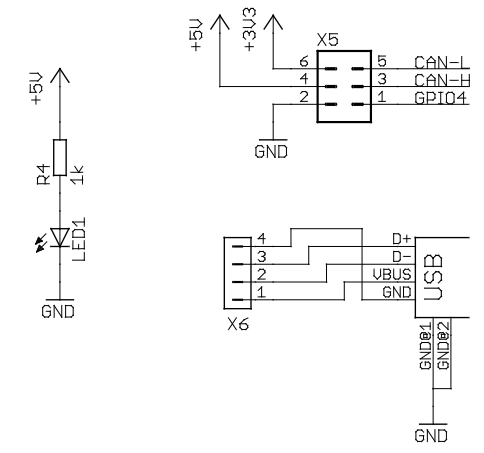 +5V
+3V3
X5
6 5 CAN-L
4 3 CAN-H
2 1 GPIO4
GND
+5V
R4
1k
LED1
GND
4 D+
3 D-
2 VBUS
1 GND
X6
USB
GND@1
GND@2
GND